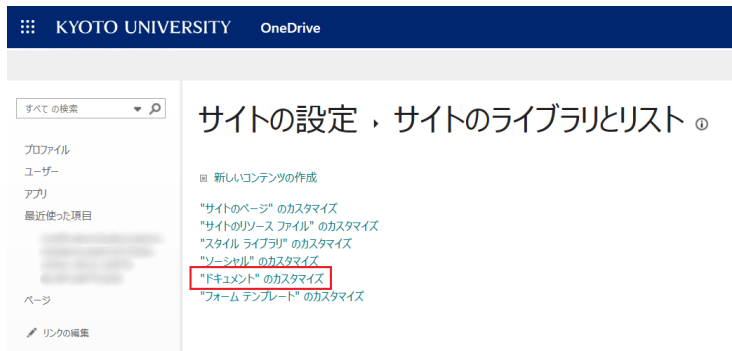 KYOTO UNIVERSITY OneDrive
すべて の検索
プロファイル
ユーザー
アプリ
最近使った項目
ページ
リンクの編集
サイトの設定 › サイトのライブラリとリスト
新しいコンテンツの作成
"サイトのページ" のカスタマイズ
"サイトのリソース ファイル" のカスタマイズ
"スタイル ライブラリ" のカスタマイズ
"ソーシャル" のカスタマイズ
"ドキュメント" のカスタマイズ
"フォーム テンプレート" のカスタマイズ